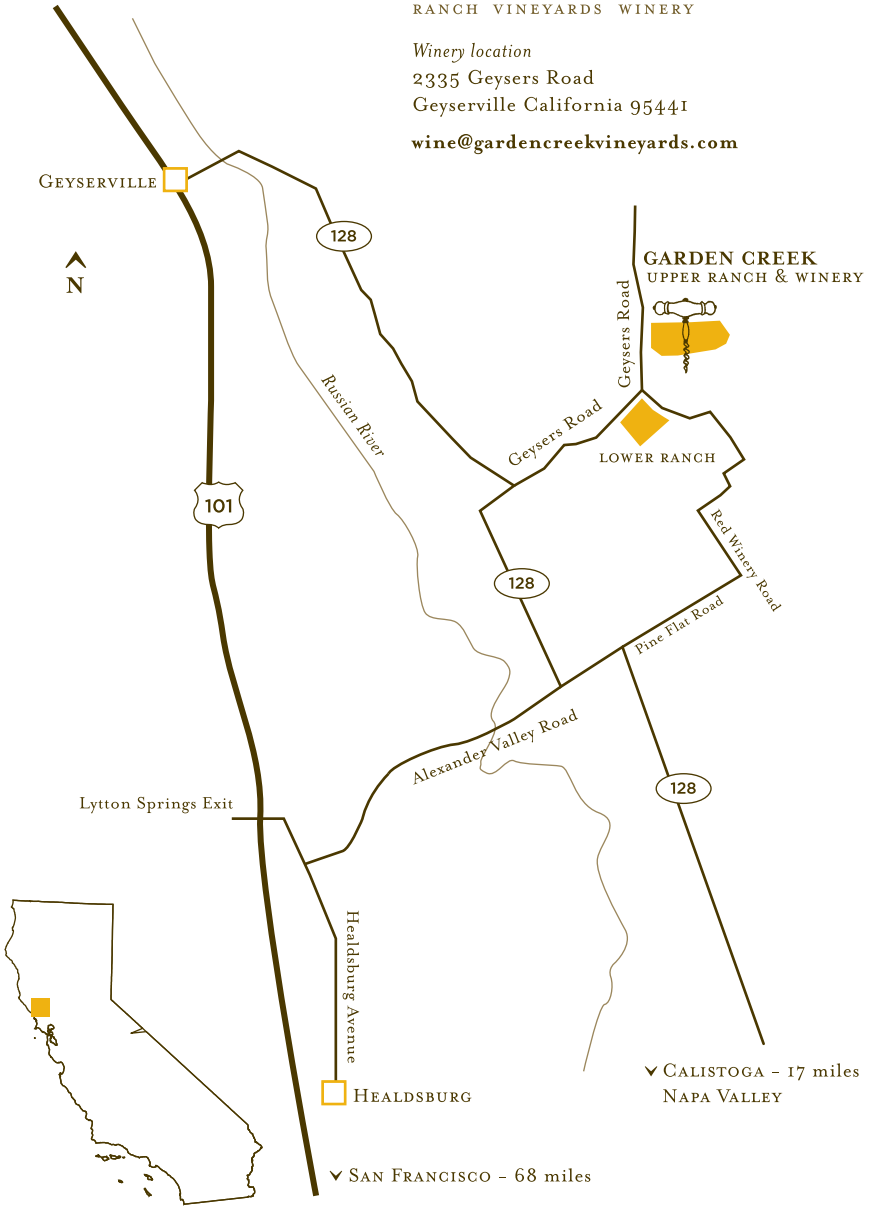 RANCH VINEYARDS WINERY
Winery location
2335 Geysers Road
Geyserville California 95441
wine@gardencreekvineyards.com
GEYSERVILLE
128
N
GARDEN CREEK
UPPER RANCH & WINERY
Geysers Road
Russian River
Geysers Road
LOWER RANCH
101
Red Winery Road
128
Pine Flat Road
Alexander Valley Road
128
Lytton Springs Exit
Healdsburg Avenue
CALISTOGA – 17 miles
NAPA VALLEY
HEALDSBURG
SAN FRANCISCO – 68 miles